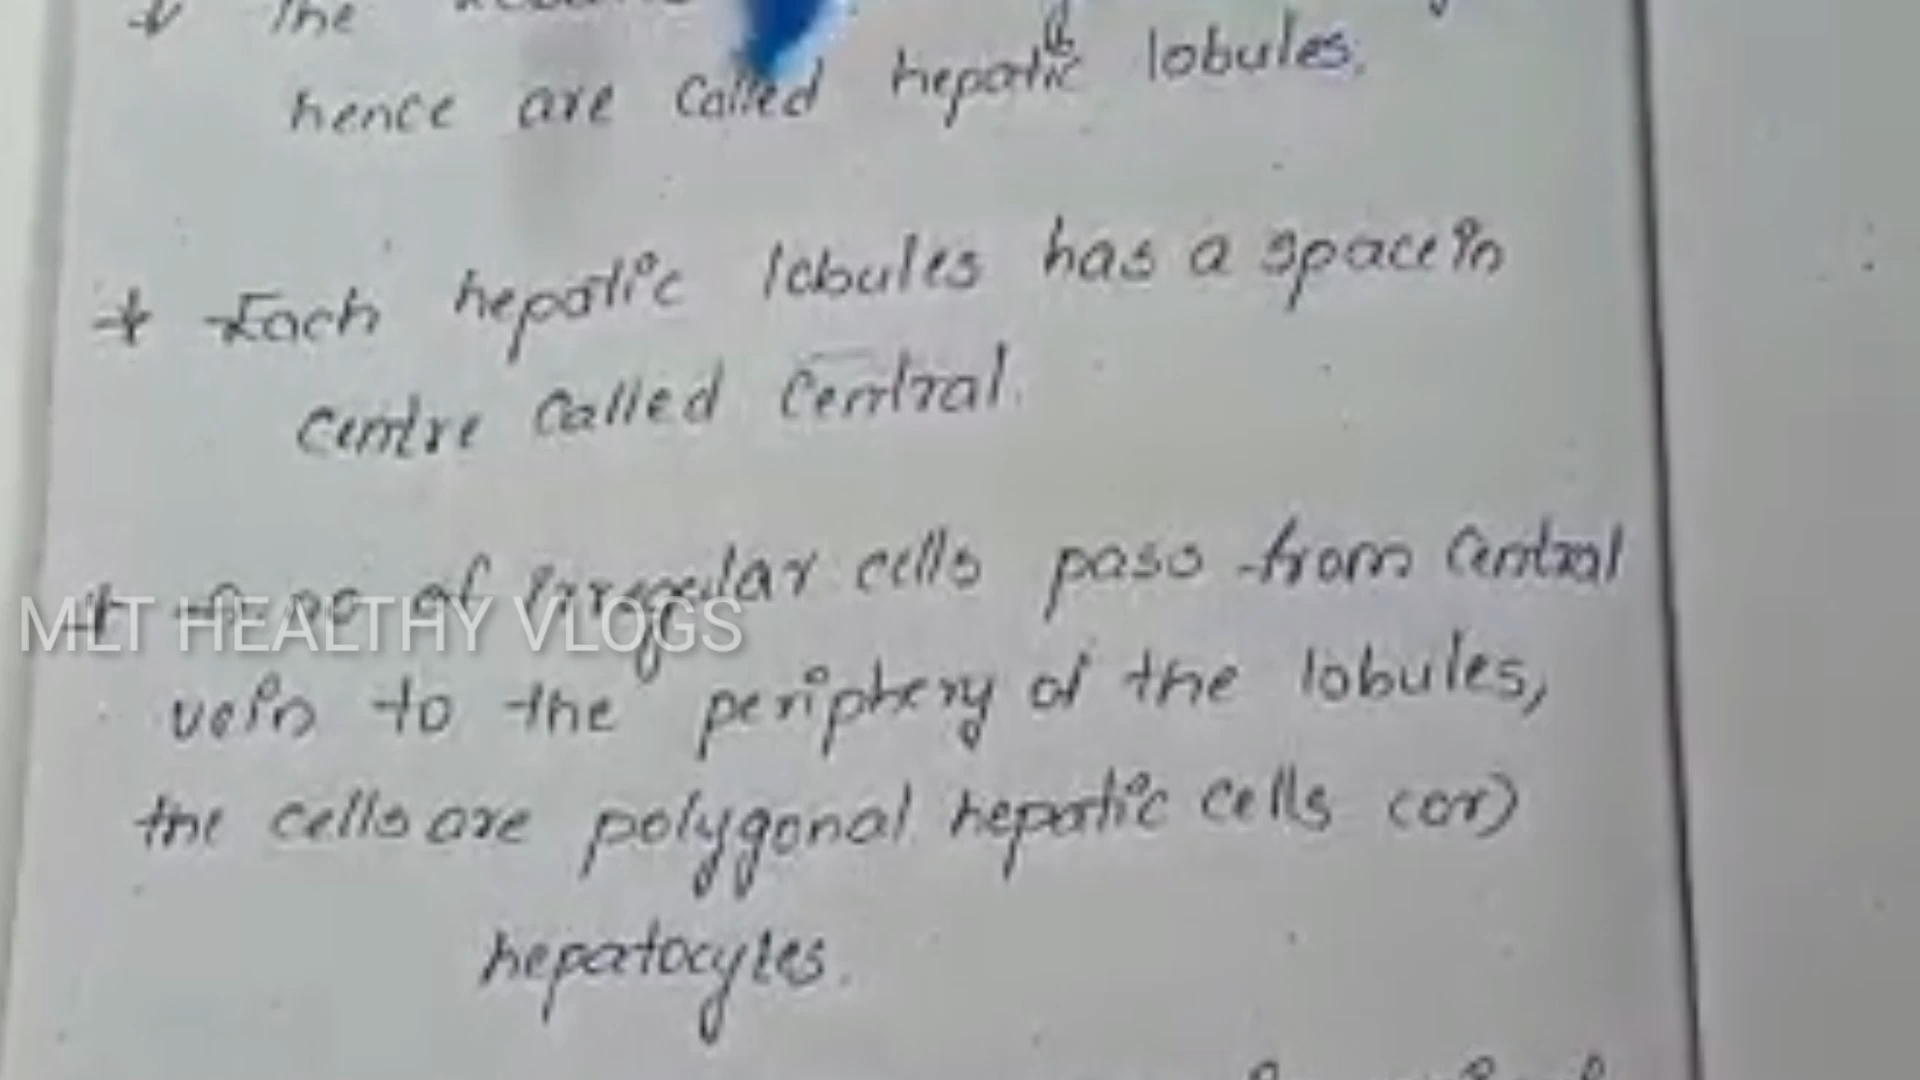 * The
hence are called hepatic lobules.
* Each hepatic lobules has a space in
centre called central.
* of irregular cells pass from central
MLT HEALTHY VLOGS
vein to the periphery of the lobules,
the cells are polygonal hepatic cells (or)
hepatocytes.